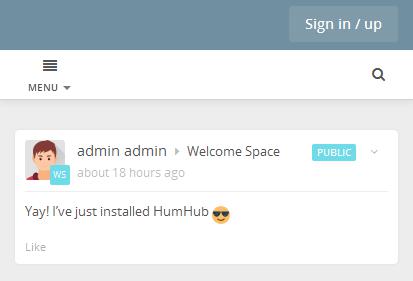 Sign in / up
MENU
admin admin Welcome Space PUBLIC
WS
about 18 hours ago
Yay! I've just installed HumHub 😎
Like